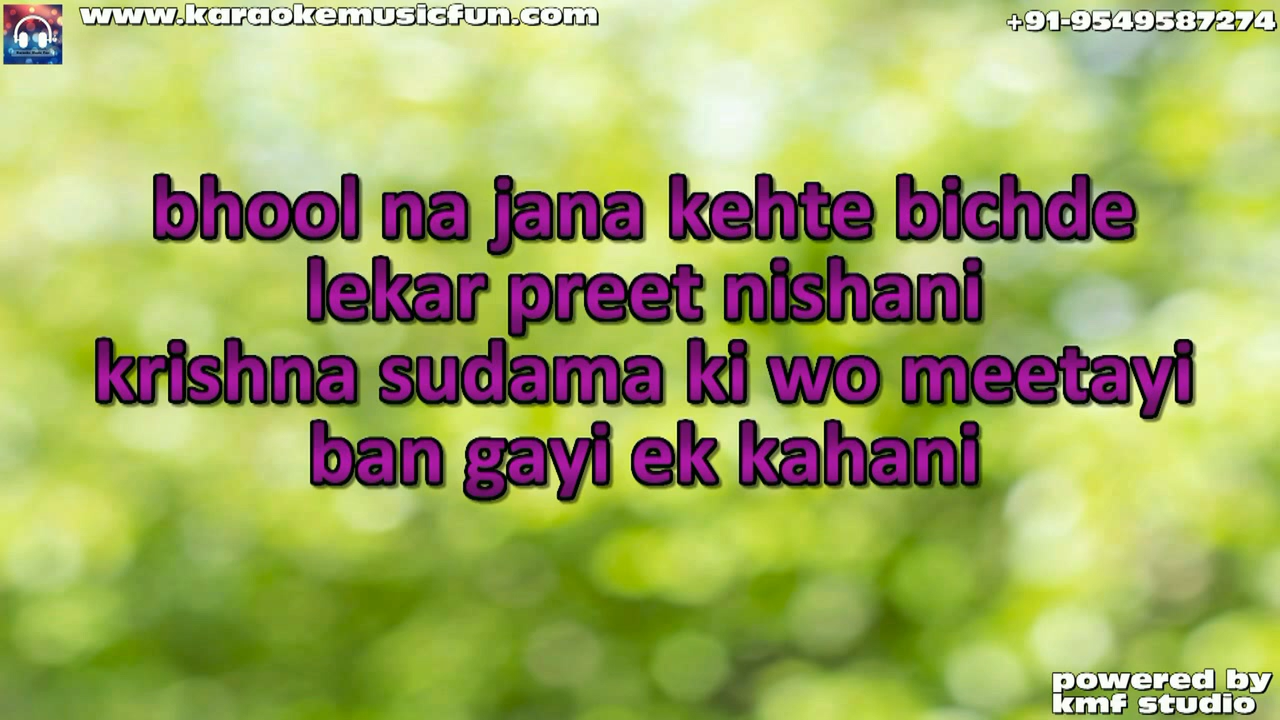 www.karaokemusicfun.com
+91-9549587274
bhool na jana kehte bichde
lekar preet nishani
krishna sudama ki wo meetayi
ban gayi ek kahani
powered by
kmf studio